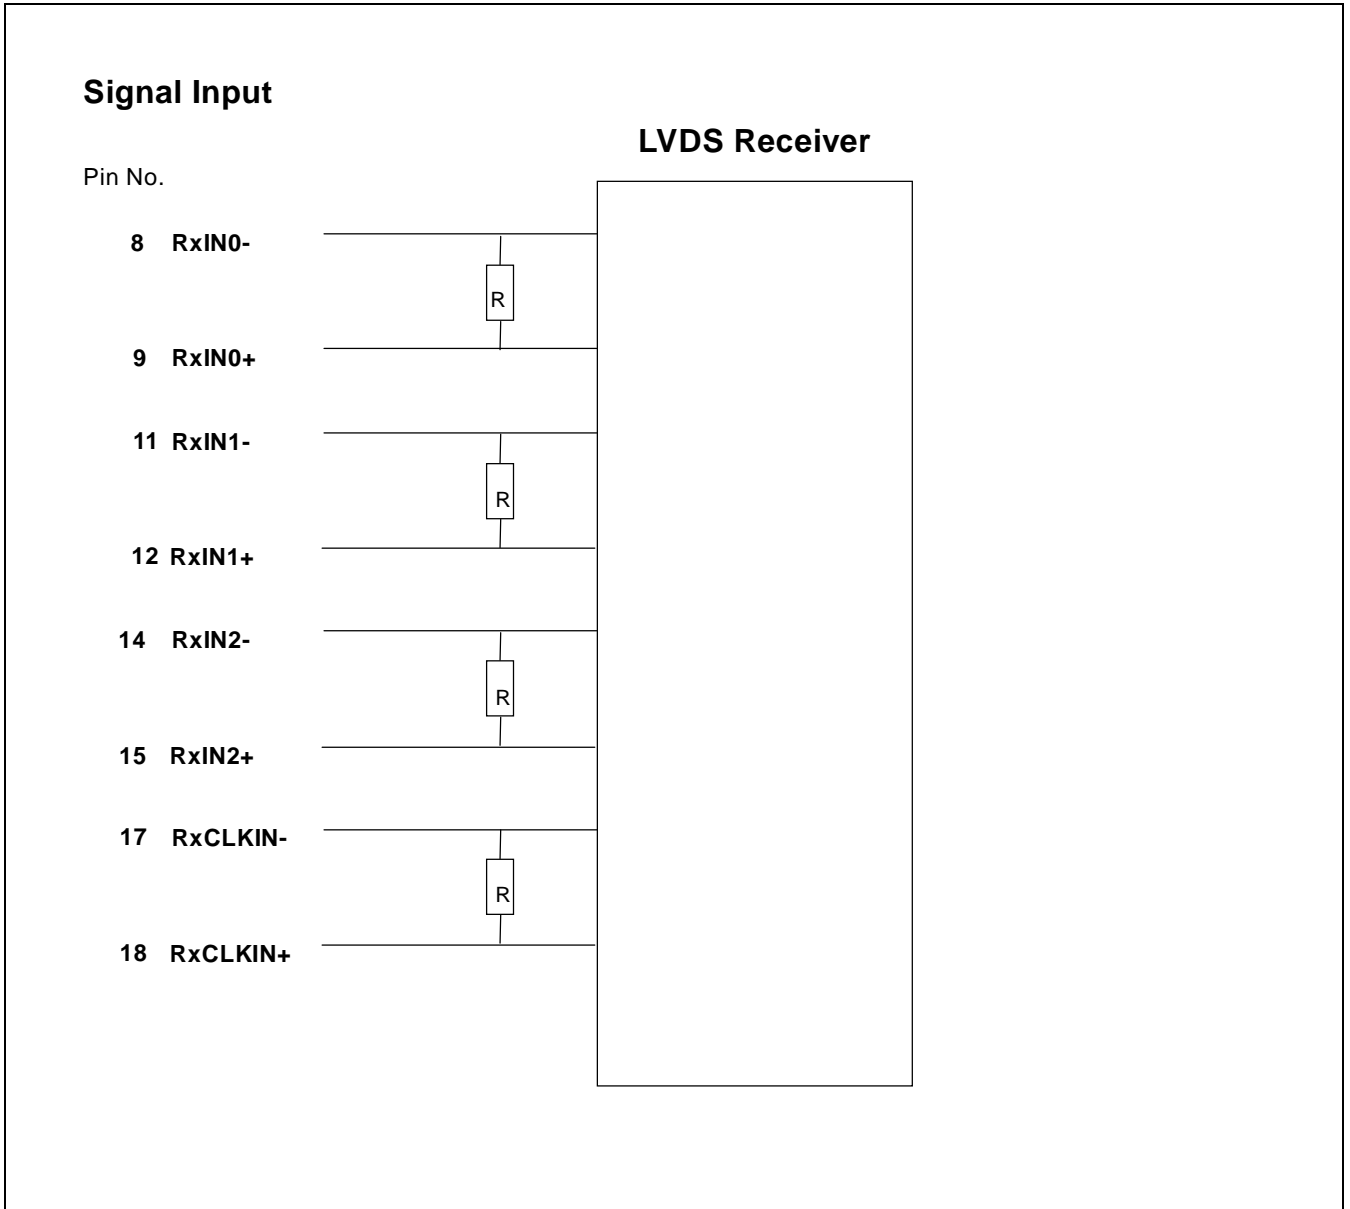 Signal Input
LVDS Receiver
Pin No.
8 RxIN0-
R
9 RxIN0+
11 RxIN1-
R
12 RxIN1+
14 RxIN2-
R
15 RxIN2+
17 RxCLKIN-
R
18 RxCLKIN+